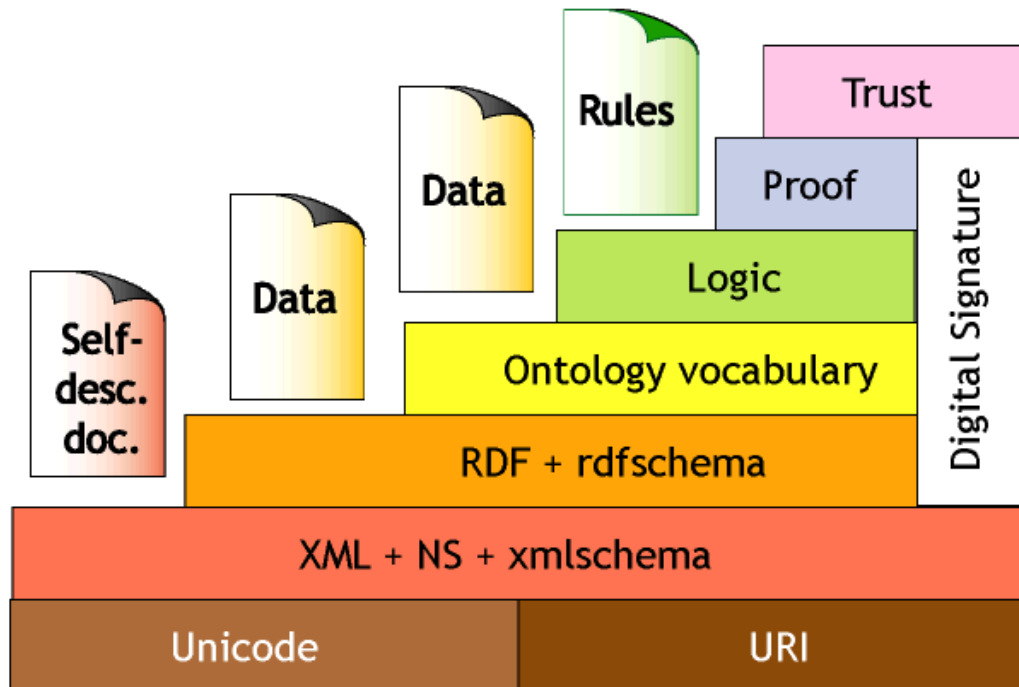 Rules
Trust
Data
Proof
Data
Logic
Self-
desc.
doc.
Ontology vocabulary
Digital Signature
RDF + rdfschema
XML + NS + xmlschema
Unicode
URI